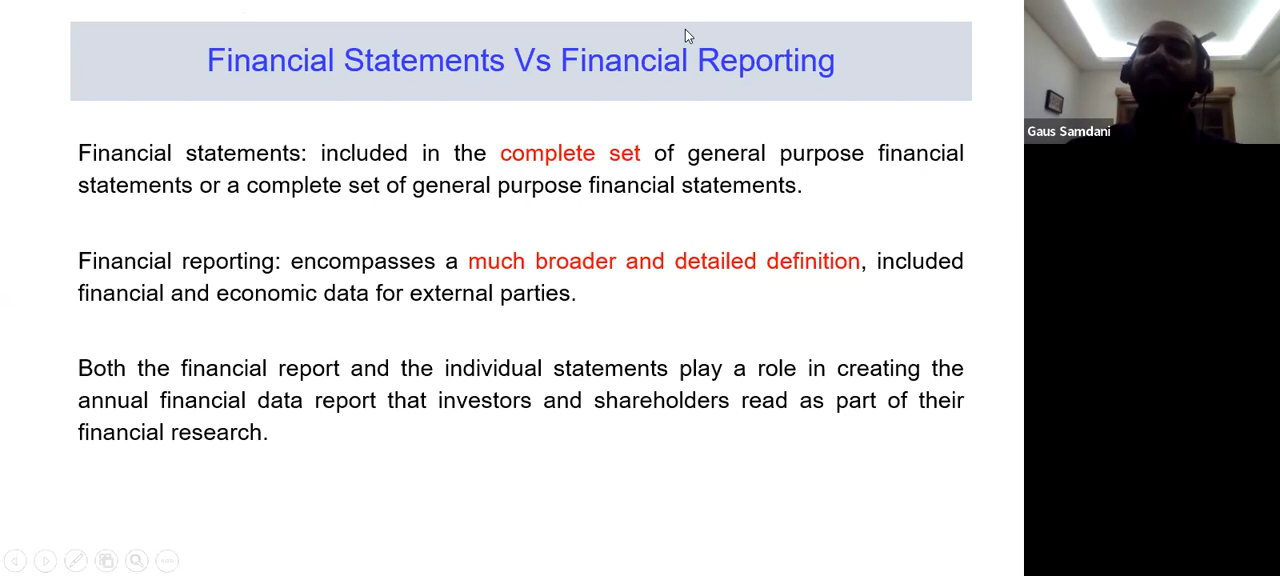 Financial Statements Vs Financial Reporting
Financial statements: included in the complete set of general purpose financial
statements or a complete set of general purpose financial statements.
Financial reporting: encompasses a much broader and detailed definition, included
financial and economic data for external parties.
Both the financial report and the individual statements play a role in creating the
annual financial data report that investors and shareholders read as part of their
financial research.
Gaus Samdani